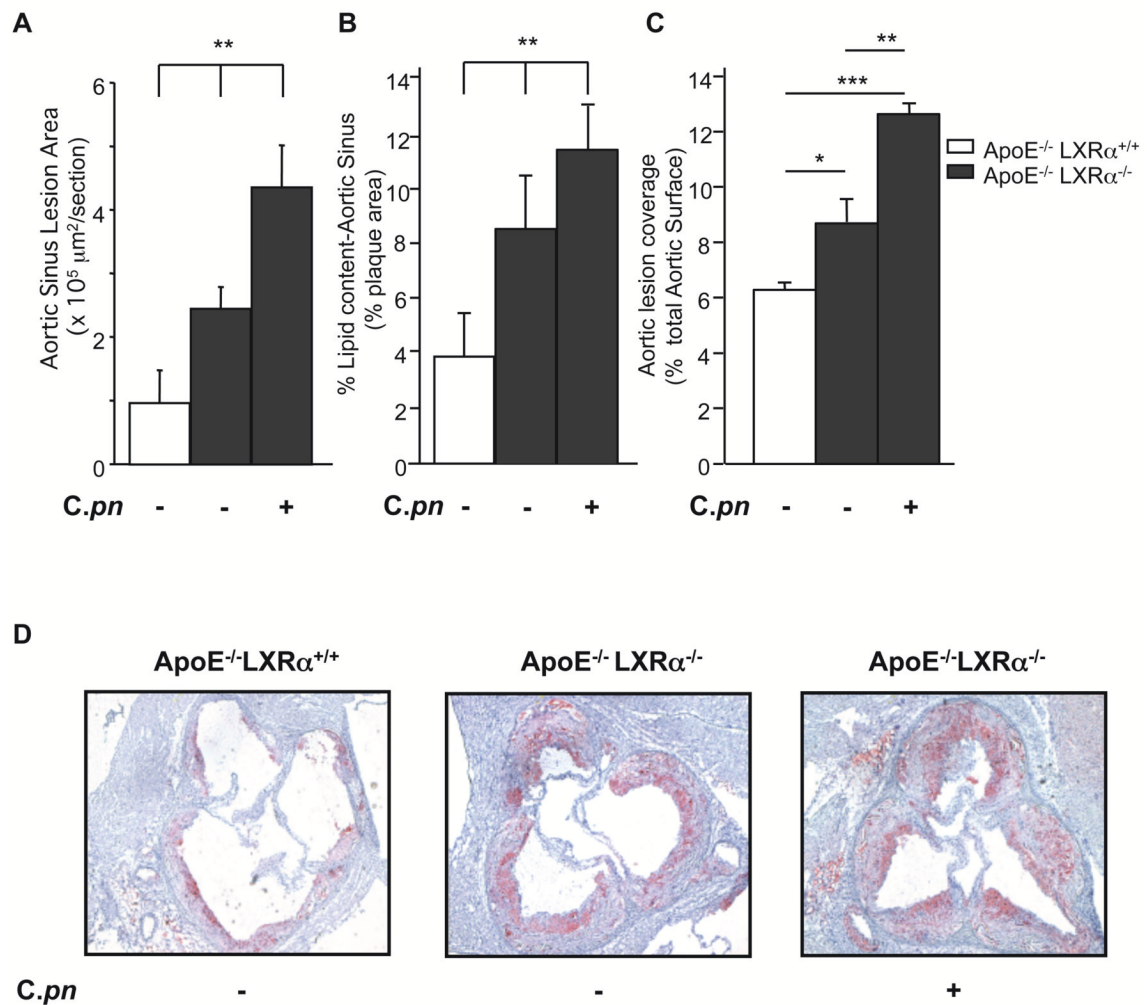 A
**
Aortic Sinus Lesion Area
(x 10⁵ μm²/section)
6
4
2
0
C.pn - - +
B
**
% Lipid content-Aortic Sinus
(% plaque area)
14
12
10
8
6
4
2
0
- - +
C
**
***
*
Aortic lesion coverage
(% total Aortic Surface)
14
12
10
8
6
4
2
0
C.pn - - +
ApoE⁻/⁻ LXRα⁺/⁺
ApoE⁻/⁻ LXRα⁻/⁻
D
ApoE⁻/⁻LXRα⁺/⁺
ApoE⁻/⁻ LXRα⁻/⁻
ApoE⁻/⁻LXRα⁻/⁻
C.pn - - +